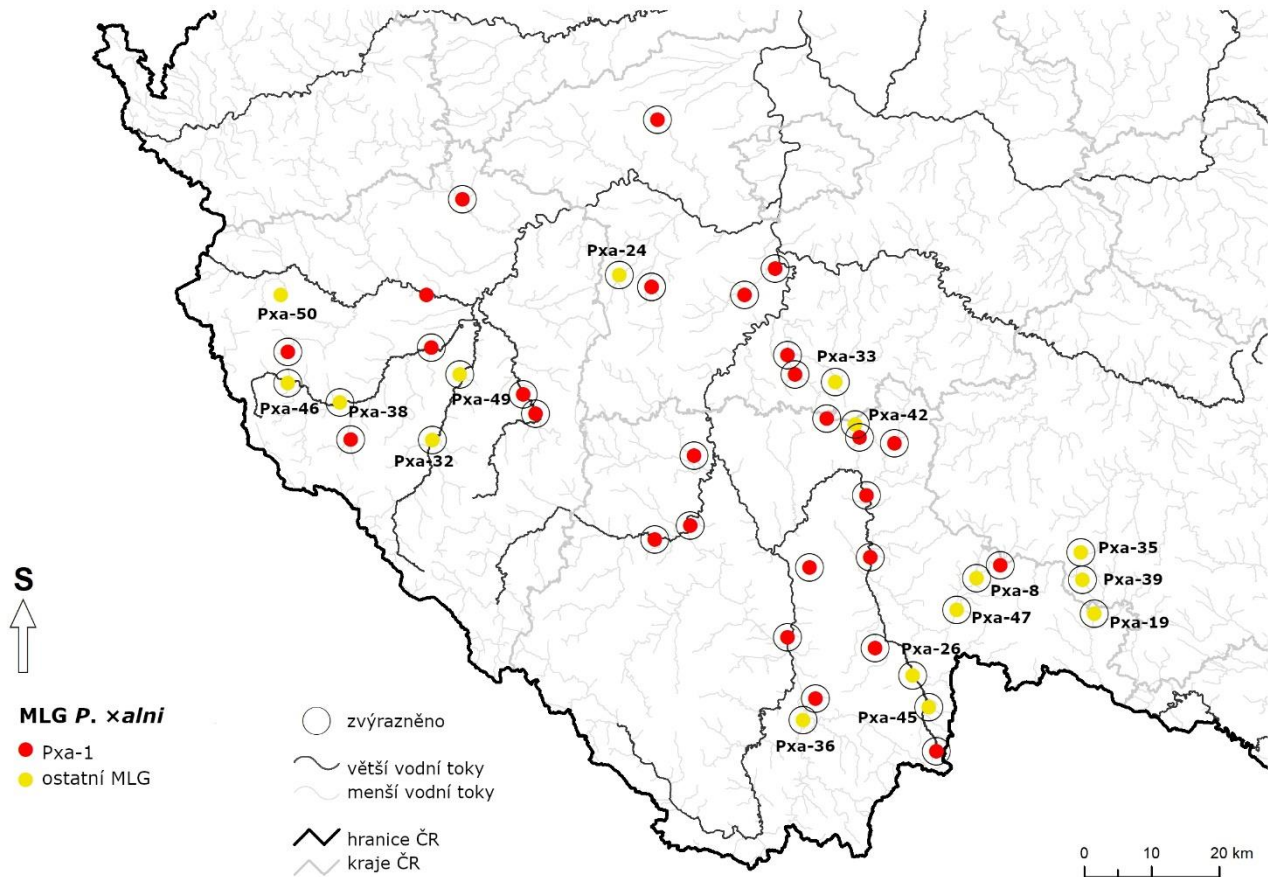 Pxa-24
Pxa-50
Pxa-33
Pxa-46
Pxa-38
Pxa-49
Pxa-42
Pxa-32
Pxa-35
Pxa-8
Pxa-39
Pxa-47
Pxa-19
Pxa-26
Pxa-45
Pxa-36
S
MLG P. ×alni
Pxa-1
ostatní MLG
zvýrazněno
větší vodní toky
menší vodní toky
hranice ČR
kraje ČR
0 10 20 km